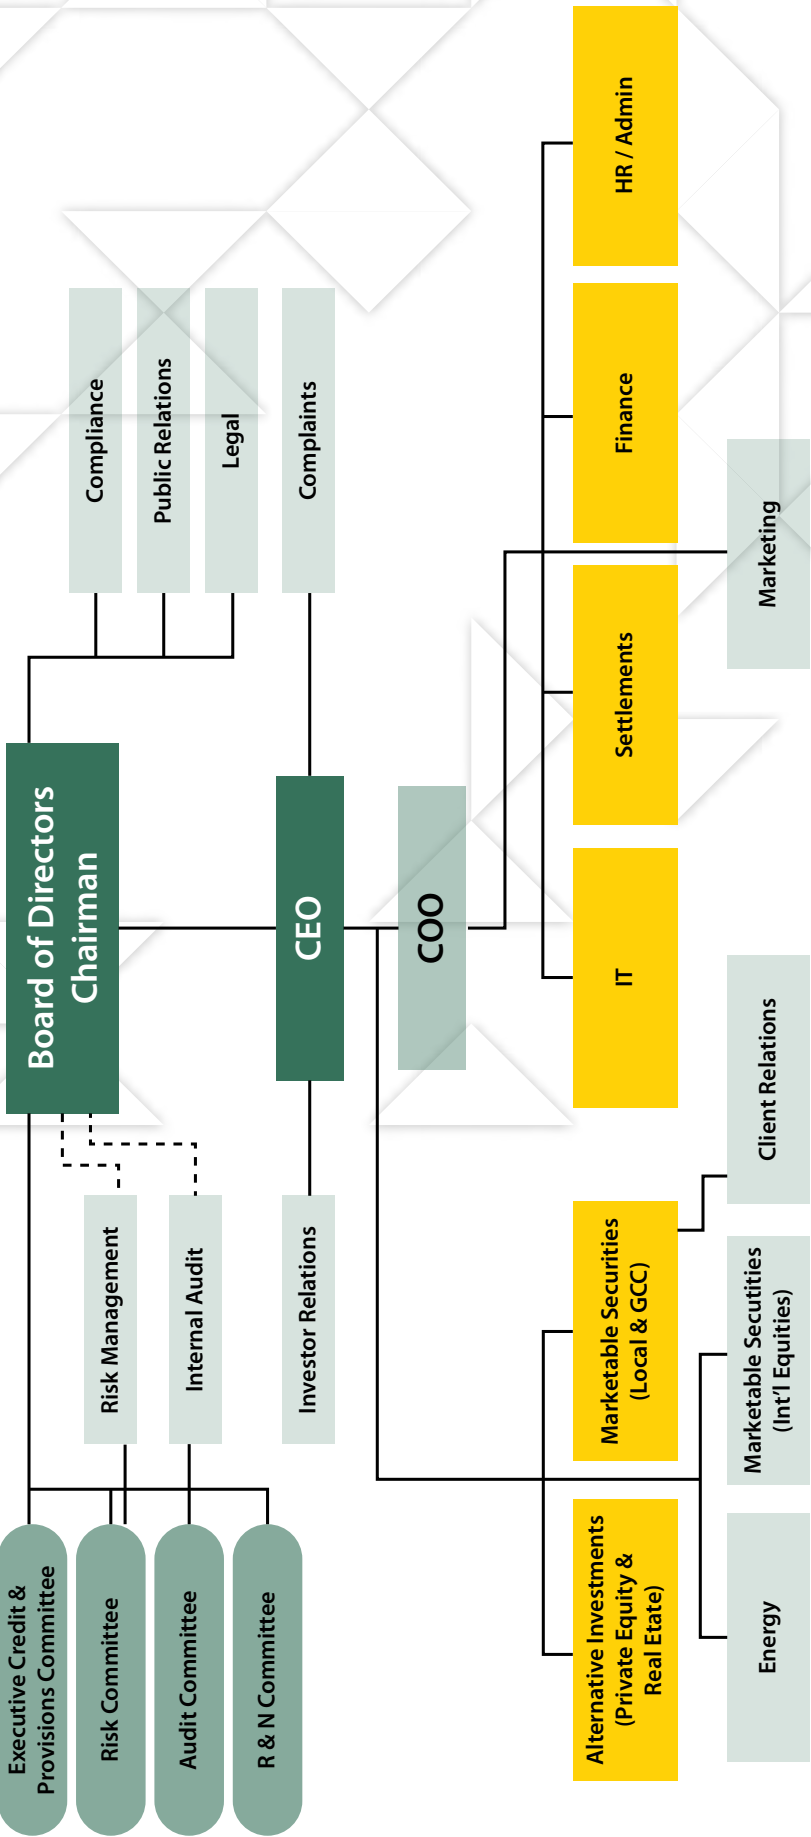 Board of Directors
Chairman
Executive Credit &
Provisions Committee
Risk Committee
Audit Committee
R & N Committee
Risk Management
Internal Audit
Compliance
Public Relations
Legal
Investor Relations
CEO
Complaints
COO
Alternative Investments
(Private Equity &
Real Etate)
Marketable Securities
(Local & GCC)
IT
Settlements
Finance
HR / Admin
Energy
Marketable Secutities
(Int'l Equities)
Client Relations
Marketing